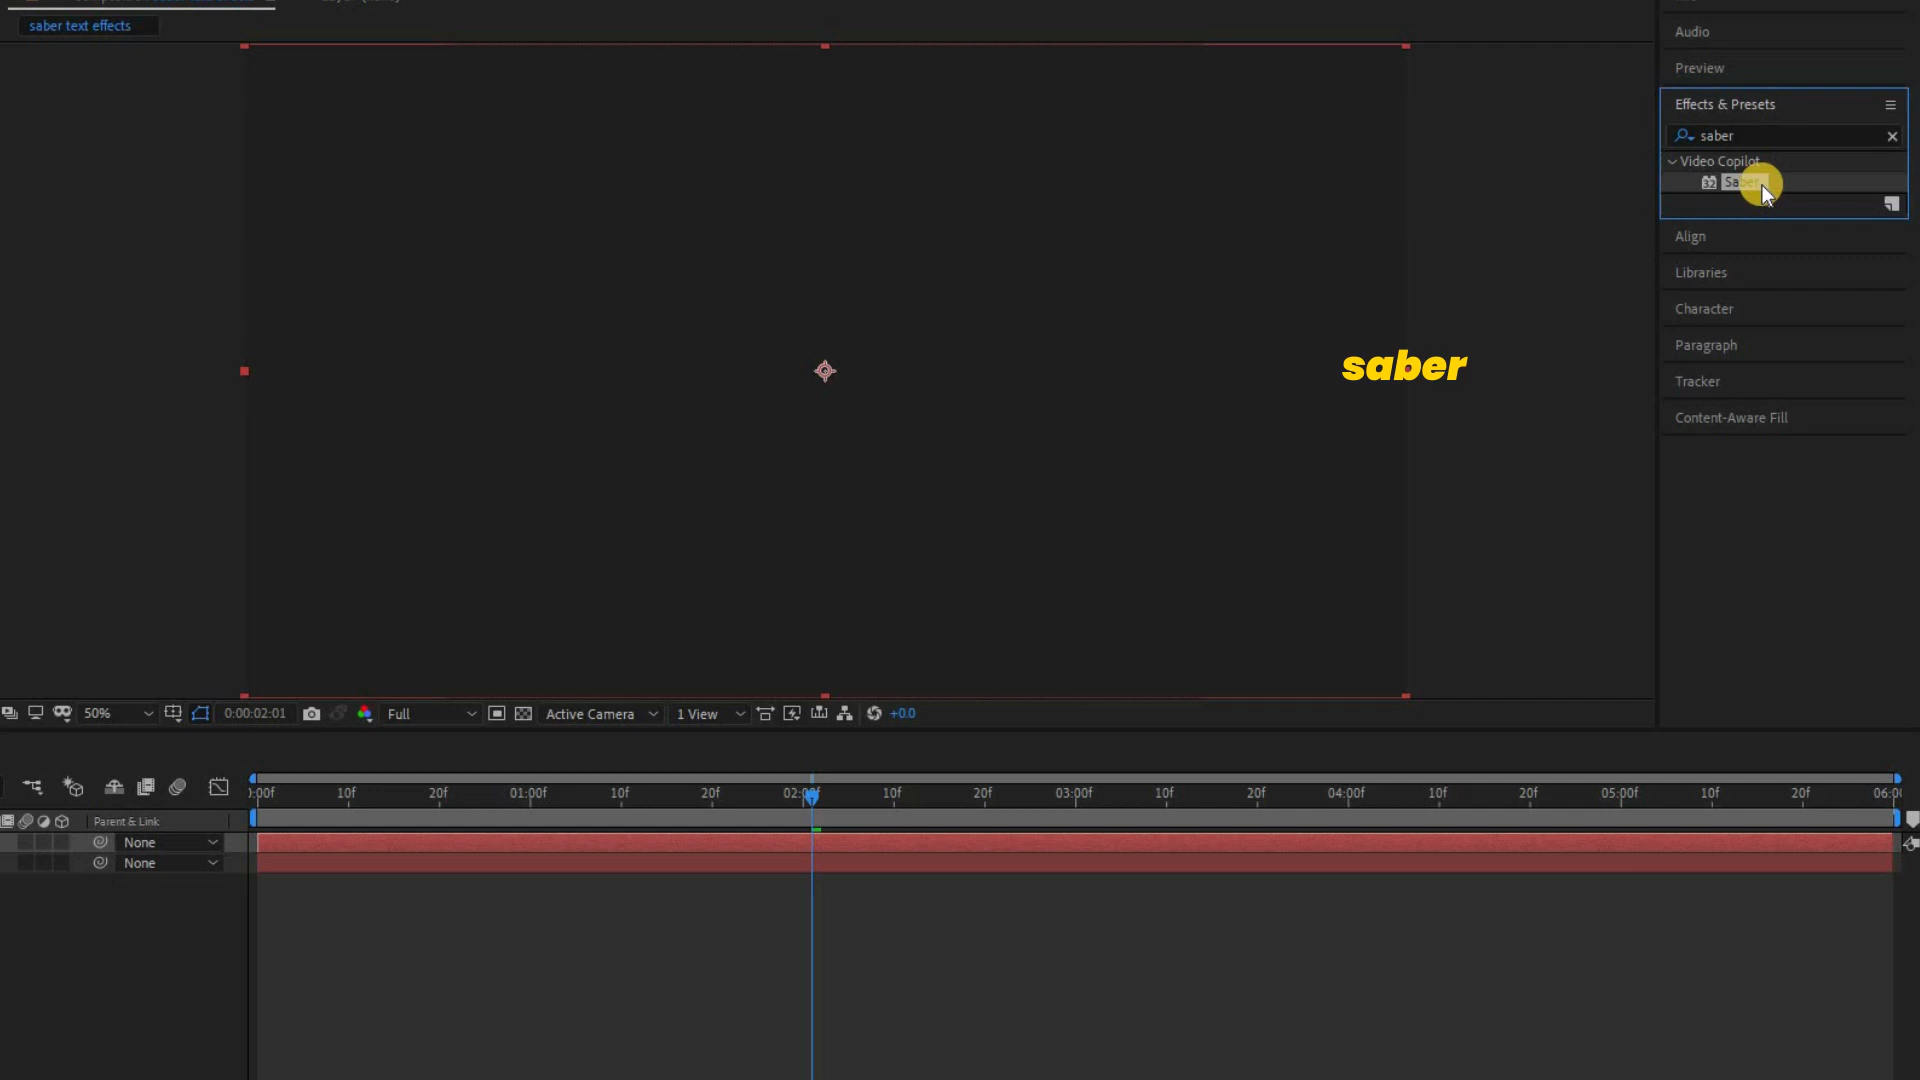 saber text effects
Audio
Preview
Effects & Presets
saber
Video Copilot
32 Saber
Align
Libraries
Character
saber
Paragraph
Tracker
Content-Aware Fill
50% 0:00:02:01 Full Active Camera 1 View +0.0
:00f 10f 20f 01:00f 10f 20f 02:00f 10f 20f 03:00f 10f 20f 04:00f 10f 20f 05:00f 10f 20f 06:0
Parent & Link
None
None